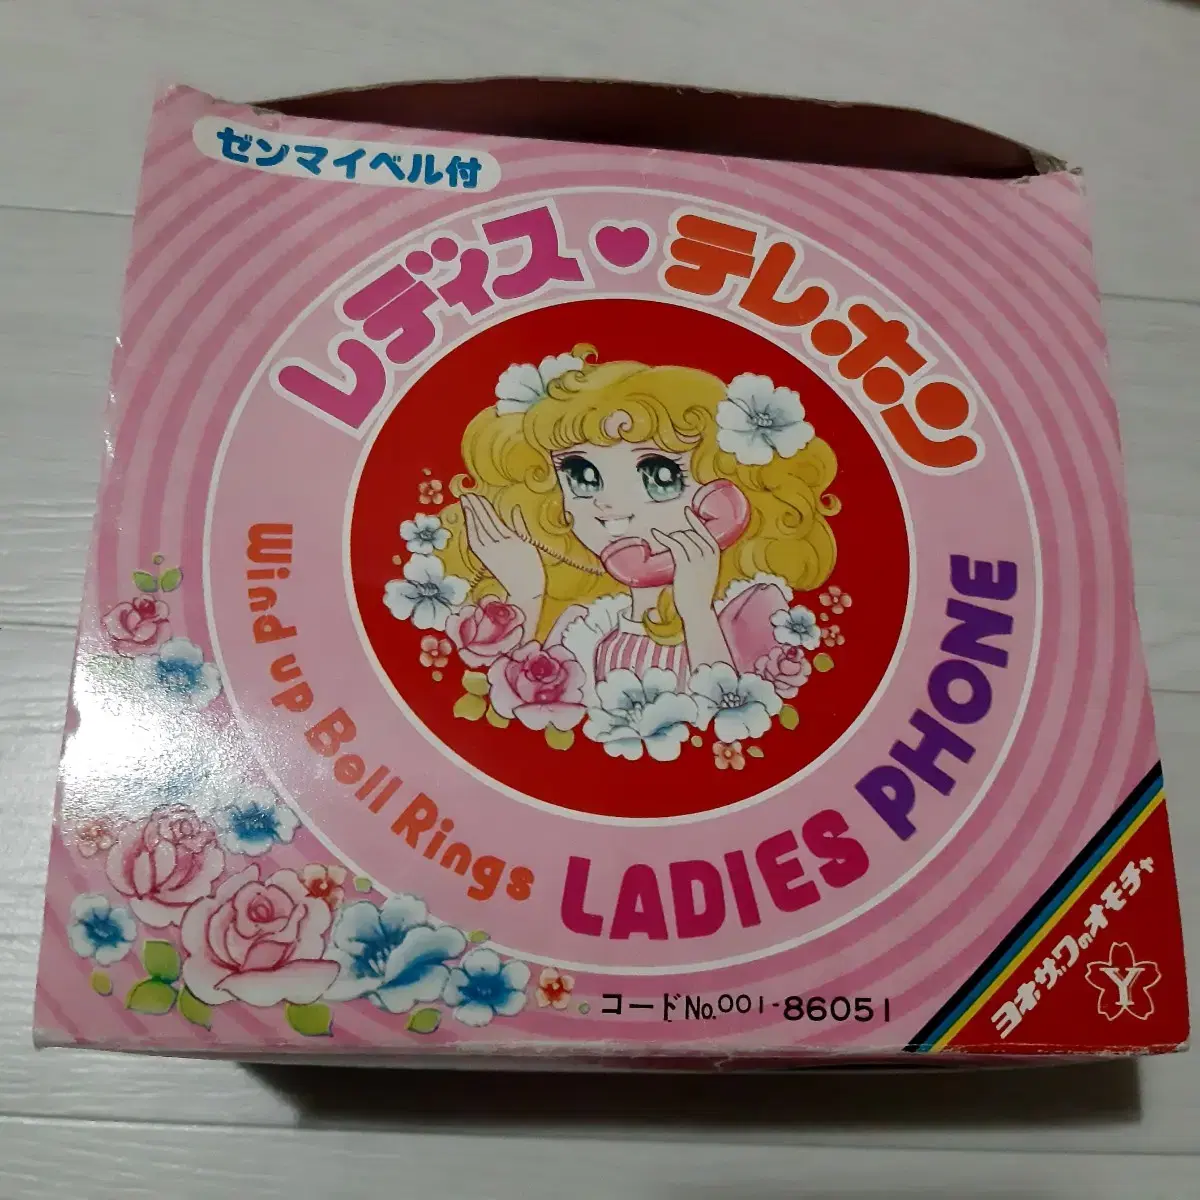 ゼンマイベル付
レディス♥テレホン
Wind up Bell Rings
LADIES PHONE
コードNo.001-86051
ヨネザワのオモチャ
Y